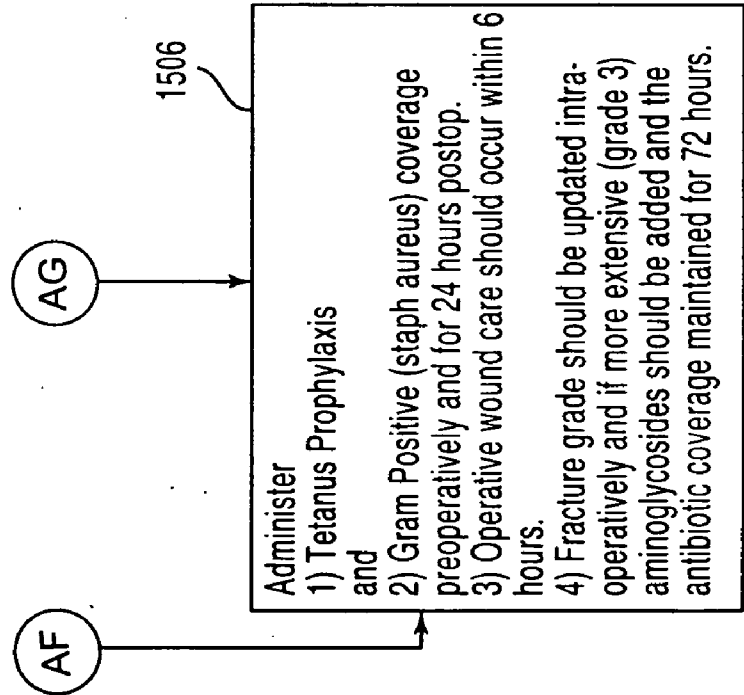 AF
AG
1506
Administer
1) Tetanus Prophylaxis
and
2) Gram Positive (staph aureus) coverage
preoperatively and for 24 hours postop.
3) Operative wound care should occur within 6
hours.
4) Fracture grade should be updated intra-
operatively and if more extensive (grade 3)
aminoglycosides should be added and the
antibiotic coverage maintained for 72 hours.